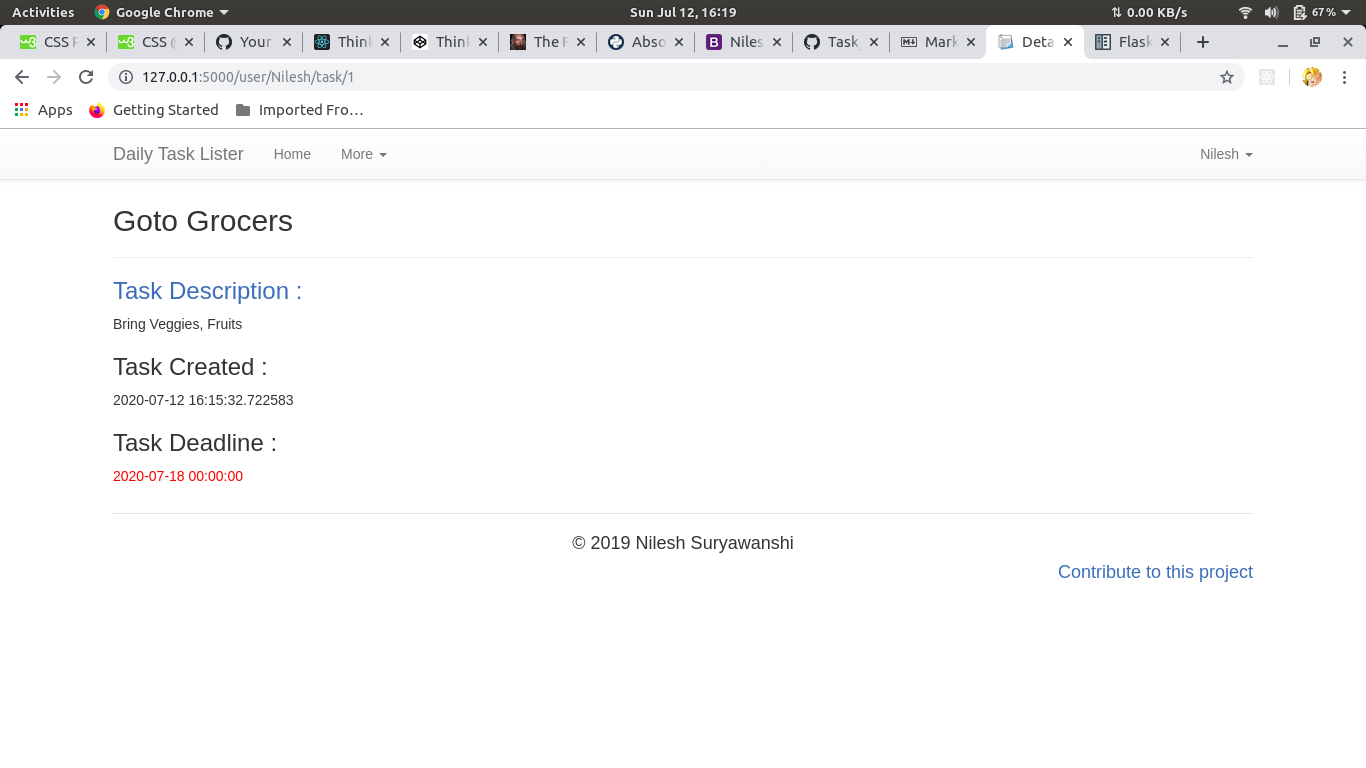 Activities Google Chrome Sun Jul 12, 16:19 0.00 KB/s 67%
CSS CSS Your Think Think The Abso Niles Task Mark Deta Flask
127.0.0.1:5000/user/Nilesh/task/1
Apps Getting Started Imported Fro…
Daily Task Lister Home More Nilesh
Goto Grocers
Task Description :
Bring Veggies, Fruits
Task Created :
2020-07-12 16:15:32.722583
Task Deadline :
2020-07-18 00:00:00
© 2019 Nilesh Suryawanshi
Contribute to this project